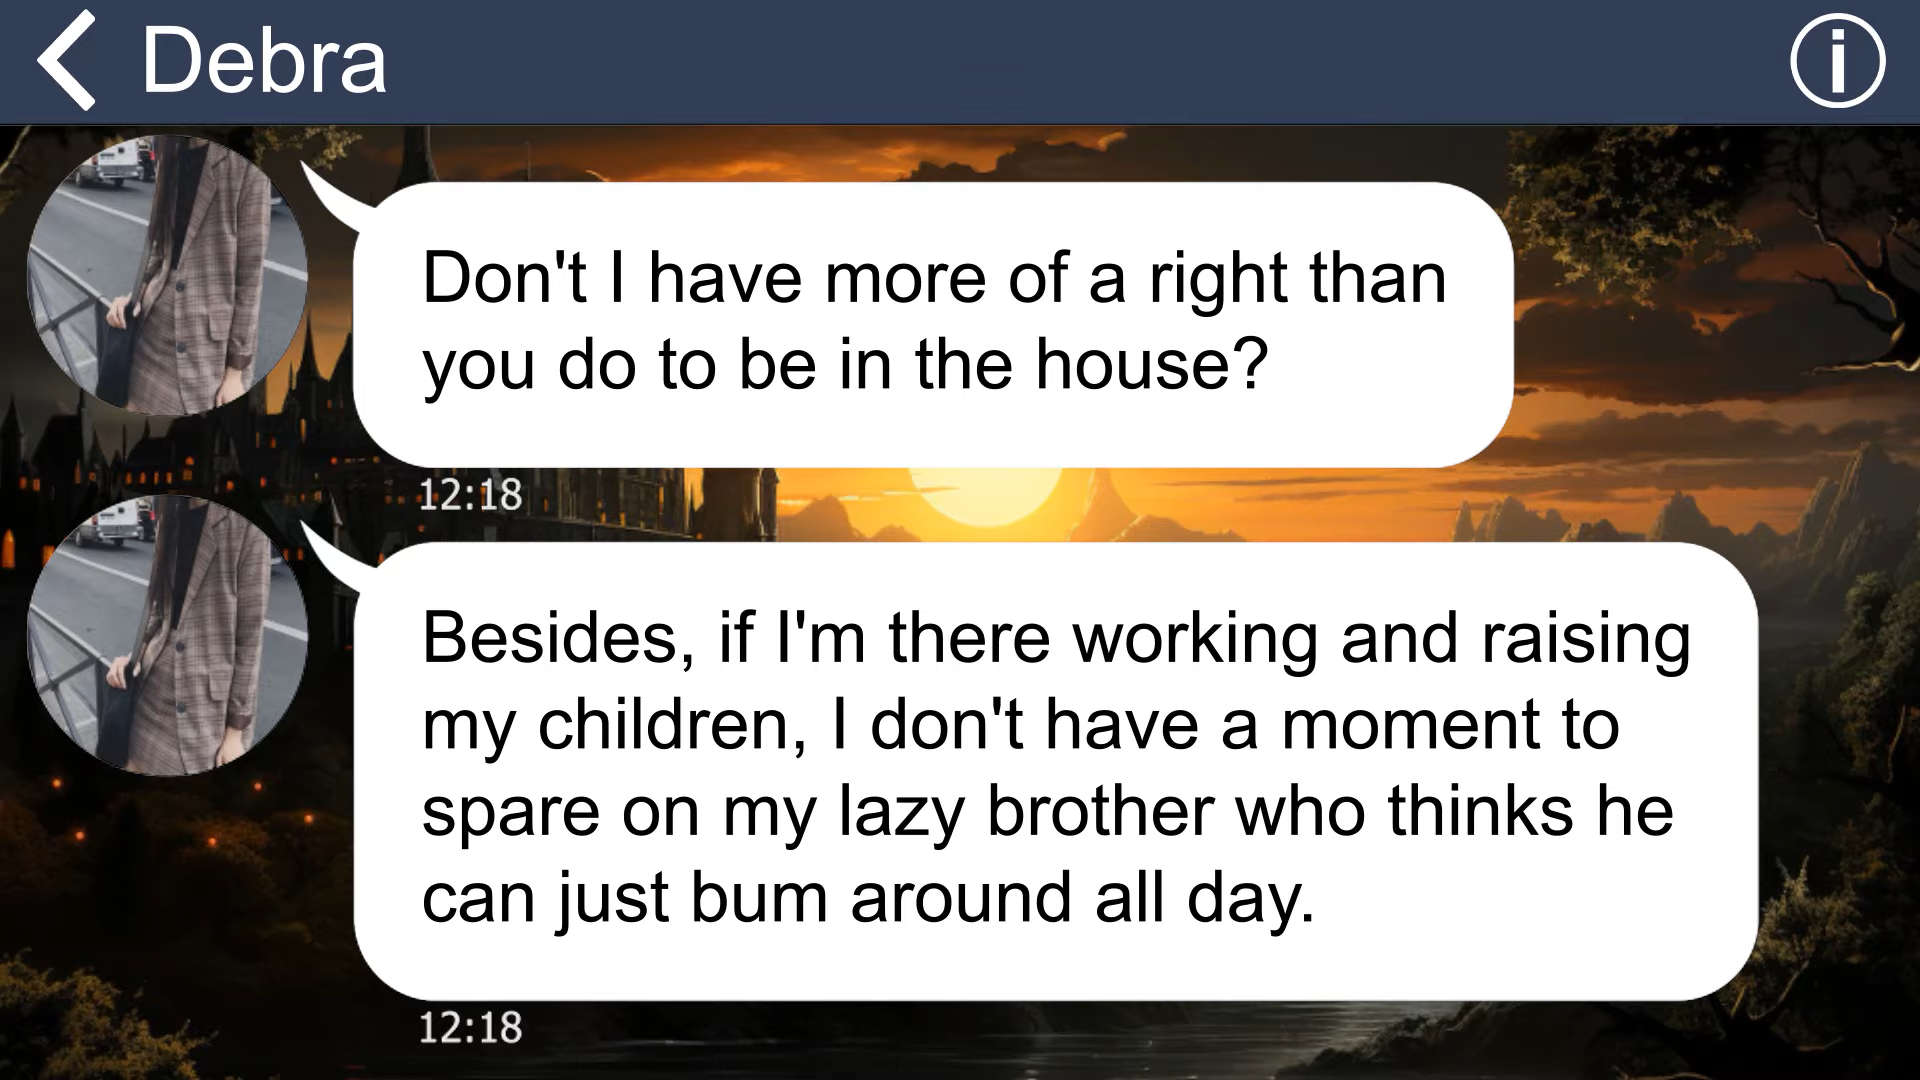 Debra
Don't I have more of a right than
you do to be in the house?
12:18
Besides, if I'm there working and raising
my children, I don't have a moment to
spare on my lazy brother who thinks he
can just bum around all day.
12:18